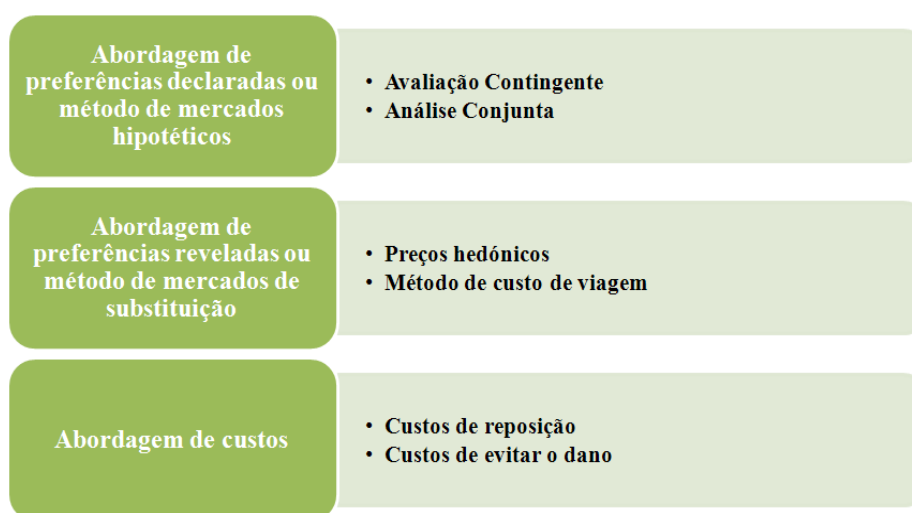 Abordagem de
preferências declaradas ou
método de mercados
hipotéticos
• Avaliação Contingente
• Análise Conjunta
Abordagem de
preferências reveladas ou
método de mercados de
substituição
• Preços hedónicos
• Método de custo de viagem
Abordagem de custos
• Custos de reposição
• Custos de evitar o dano